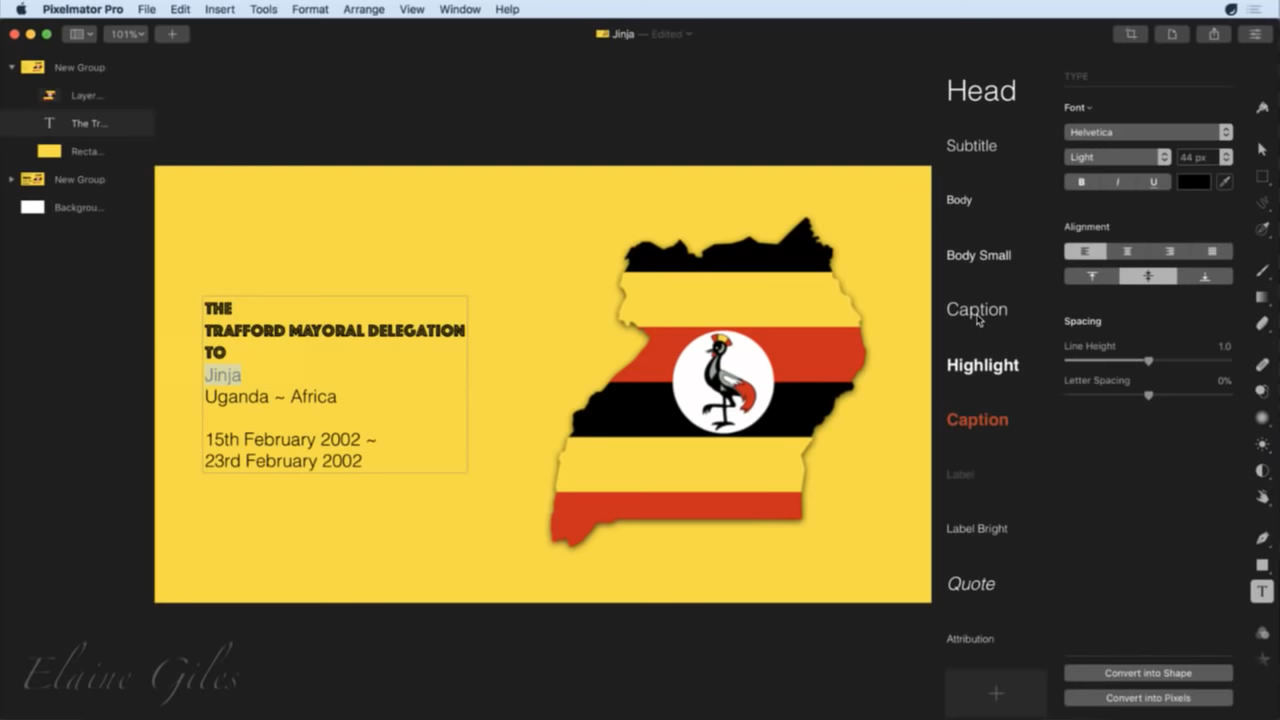 Pixelmator Pro File Edit Insert Tools Format Arrange View Window Help
101%
Jinja — Edited
New Group
Layer...
The Tr...
Recta...
New Group
Backgrou...
THE
TRAFFORD MAYORAL DELEGATION
TO
Jinja
Uganda ~ Africa
15th February 2002 ~
23rd February 2002
Head
Subtitle
Body
Body Small
Caption
Highlight
Caption
Label
Label Bright
Quote
Attribution
TYPE
Font
Helvetica
Light 44 px
B I U
Alignment
Spacing
Line Height 1.0
Letter Spacing 0%
T
Convert into Shape
Convert into Pixels
Elaine Giles